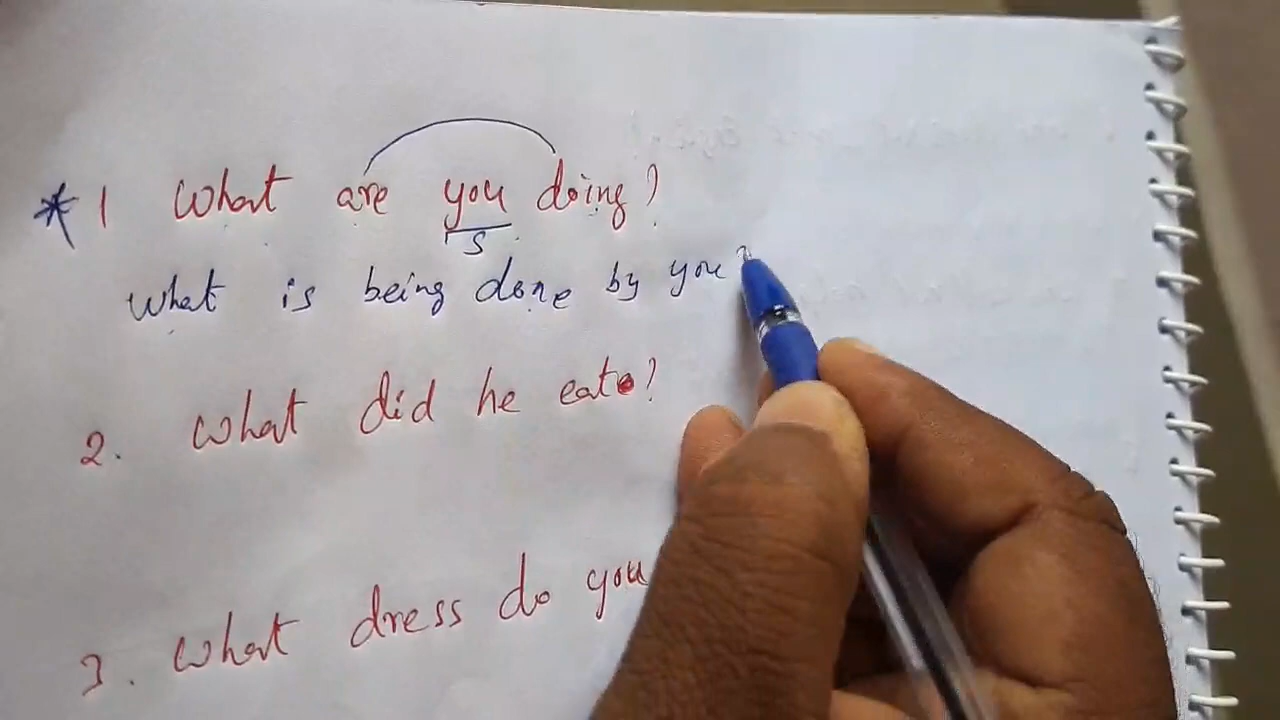 * 1 What are you doing?
S
What is being done by you?
2. What did he eat?
3. What dress do you